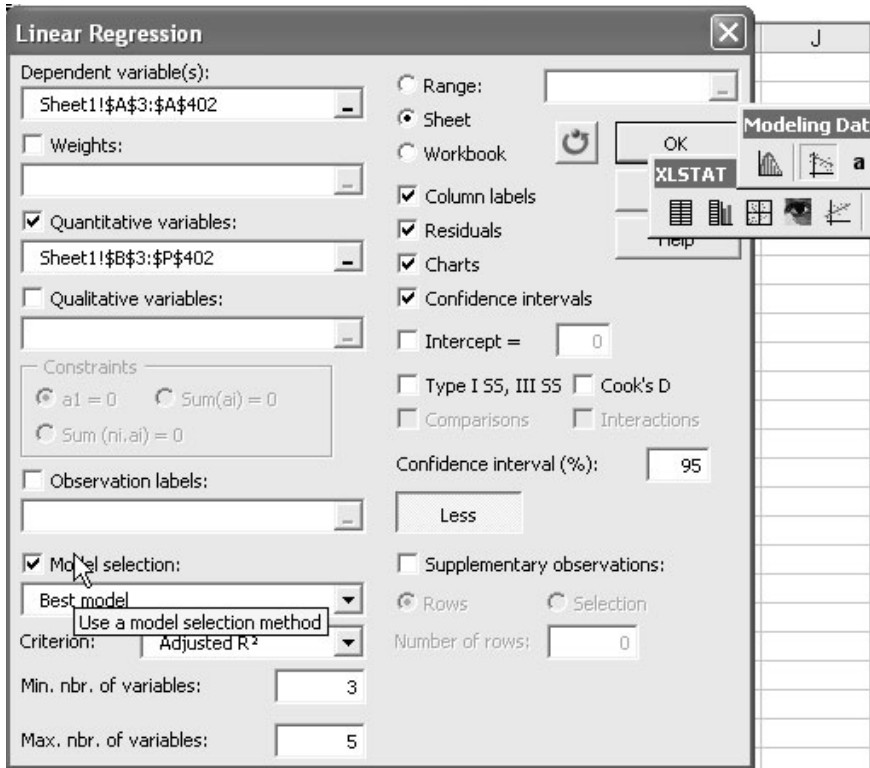 Linear Regression
J
Dependent variable(s):
Sheet1!$A$3:$A$402
Weights:
Quantitative variables:
Sheet1!$B$3:$P$402
Qualitative variables:
Constraints
a1 = 0 Sum(ai) = 0
Sum (ni.ai) = 0
Observation labels:
Model selection:
Best model
Use a model selection method
Criterion: Adjusted R²
Min. nbr. of variables: 3
Max. nbr. of variables: 5
Range:
Sheet
Workbook
OK
Column labels
Residuals
Help
Charts
Confidence intervals
Intercept = 0
Type I SS, III SS Cook's D
Comparisons Interactions
Confidence interval (%): 95
Less
Supplementary observations:
Rows Selection
Number of rows: 0
Modeling Dat
a
XLSTAT